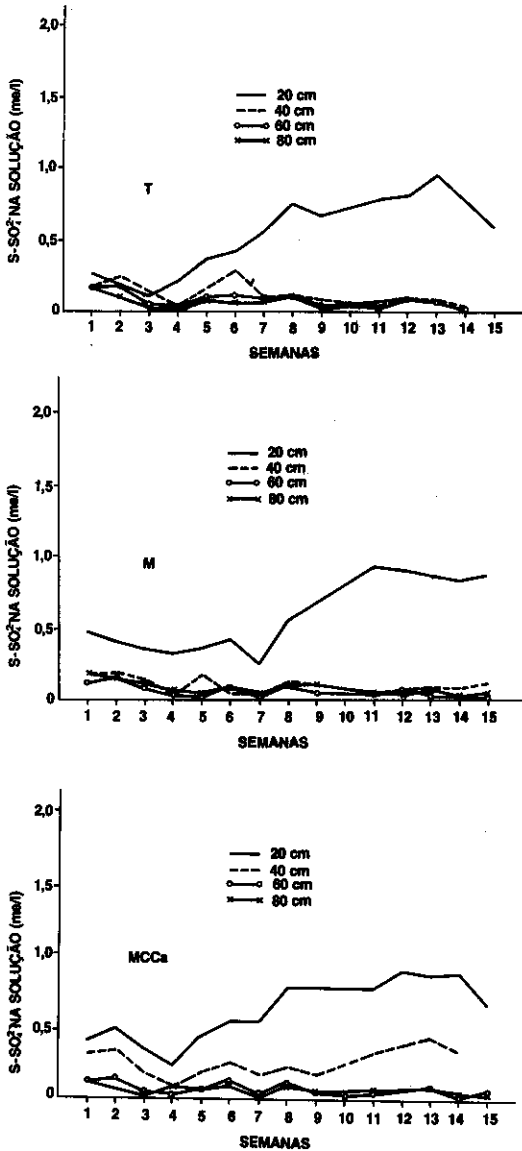 2,0
1,5
1,0
0,5
0
S-SO₄²⁻ NA SOLUÇÃO (me/l)
20 cm
40 cm
60 cm
80 cm
T
1 2 3 4 5 6 7 8 9 10 11 12 13 14 15
SEMANAS
2,0
1,5
1,0
0,5
0
S-SO₄²⁻ NA SOLUÇÃO (me/l)
20 cm
40 cm
60 cm
80 cm
M
1 2 3 4 5 6 7 8 9 10 11 12 13 14 15
SEMANAS
2,0
1,5
1,0
0,5
0
S-SO₄²⁻ NA SOLUÇÃO (me/l)
20 cm
40 cm
60 cm
80 cm
MCCa
1 2 3 4 5 6 7 8 9 10 11 12 13 14 15
SEMANAS